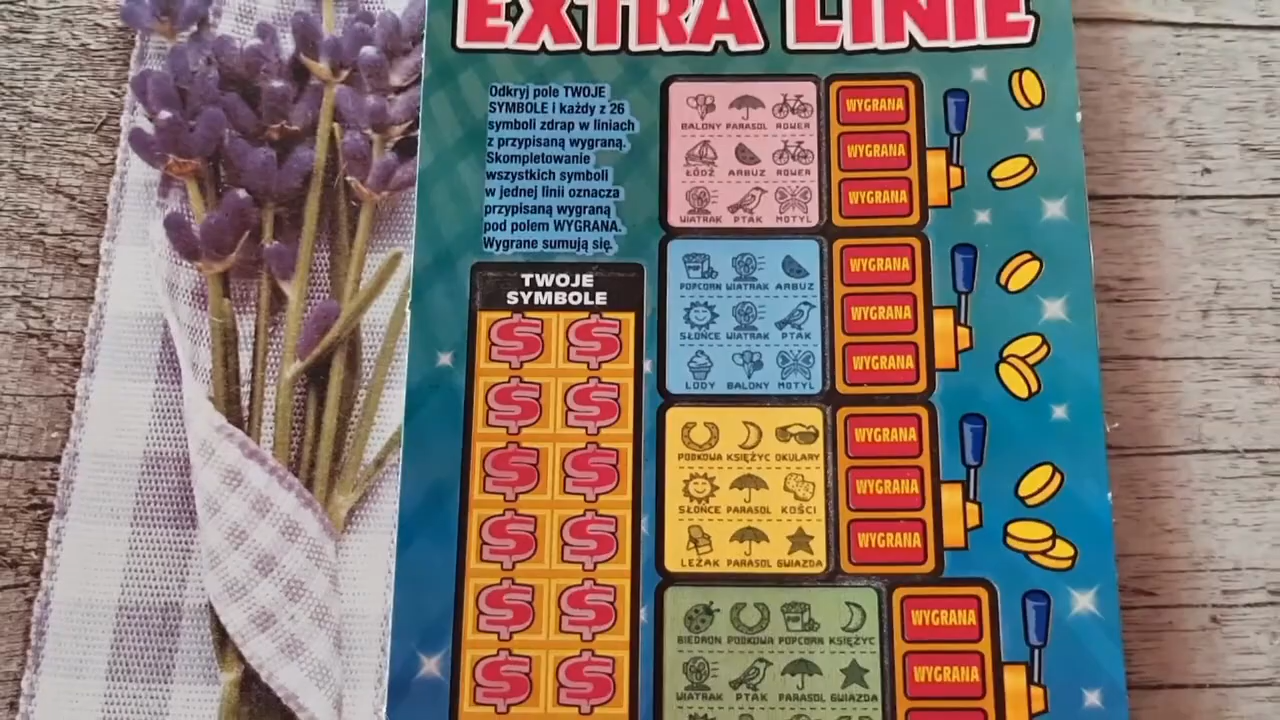 EXTRA LINIE
Odkryj pole TWOJE
SYMBOLE i każdy z 26
symboli zdrap w liniach
z przypisaną wygraną.
Skompletowanie
wszystkich symboli
w jednej linii oznacza
przypisaną wygraną
pod polem WYGRANA.
Wygrane sumują się.
TWOJE
SYMBOLE
BALONY PARASOL ROWER
WYGRANA
ŁÓDŹ ARBUZ ROWER
WYGRANA
WIATRAK PTAK MOTYL
WYGRANA
POPCORN WIATRAK ARBUZ
WYGRANA
SŁOŃCE WIATRAK PTAK
WYGRANA
LODY BALONY MOTYL
WYGRANA
PODKOWA KSIĘŻYC OKULARY
WYGRANA
SŁOŃCE PARASOL KOŚCI
WYGRANA
LEŻAK PARASOL GWIAZDA
WYGRANA
BIEDRON PODKOWA POPCORN KSIĘŻYC
WYGRANA
WIATRAK PTAK PARASOL GWIAZDA
WYGRANA